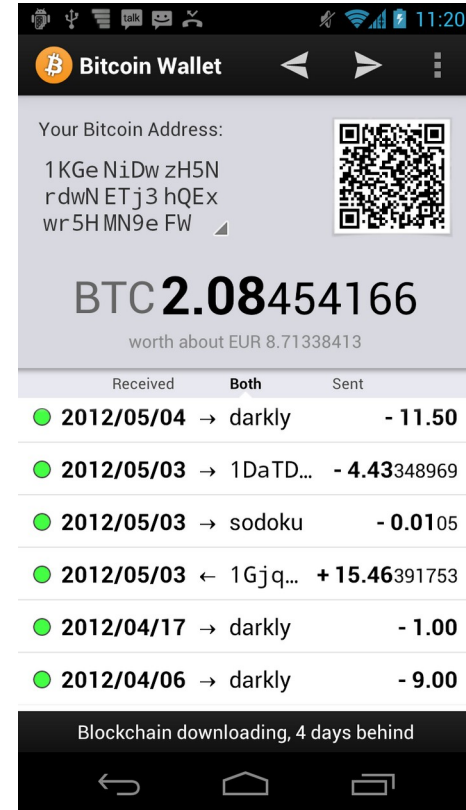 talk 11:20
Bitcoin Wallet
Your Bitcoin Address:
1KGe NiDw zH5N
rdwN ETj3 hQEx
wr5H MN9e FW
BTC 2.08454166
worth about EUR 8.71338413
Received Both Sent
2012/05/04 → darkly - 11.50
2012/05/03 → 1DaTD... - 4.43348969
2012/05/03 → sodoku - 0.0105
2012/05/03 ← 1Gjq... + 15.46391753
2012/04/17 → darkly - 1.00
2012/04/06 → darkly - 9.00
Blockchain downloading, 4 days behind